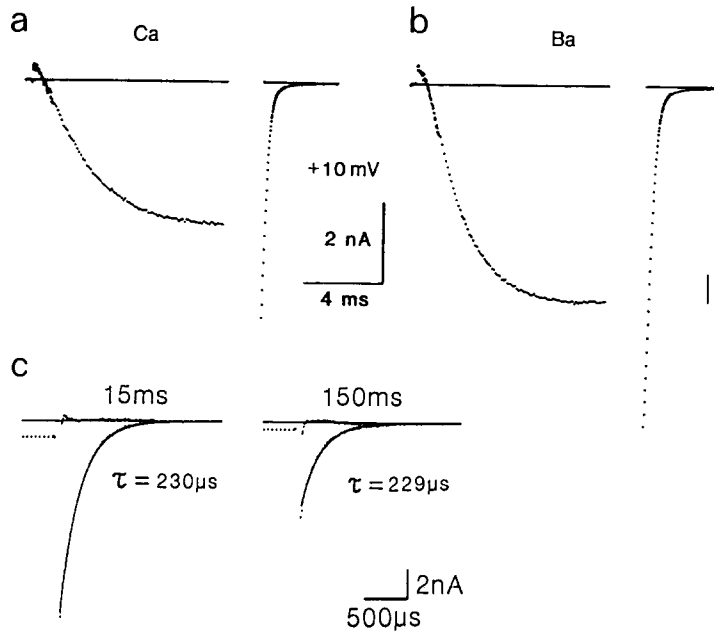 a
Ca
b
Ba
+10 mV
2 nA
4 ms
c
15ms
150ms
τ = 230µs
τ = 229µs
2nA
500µs